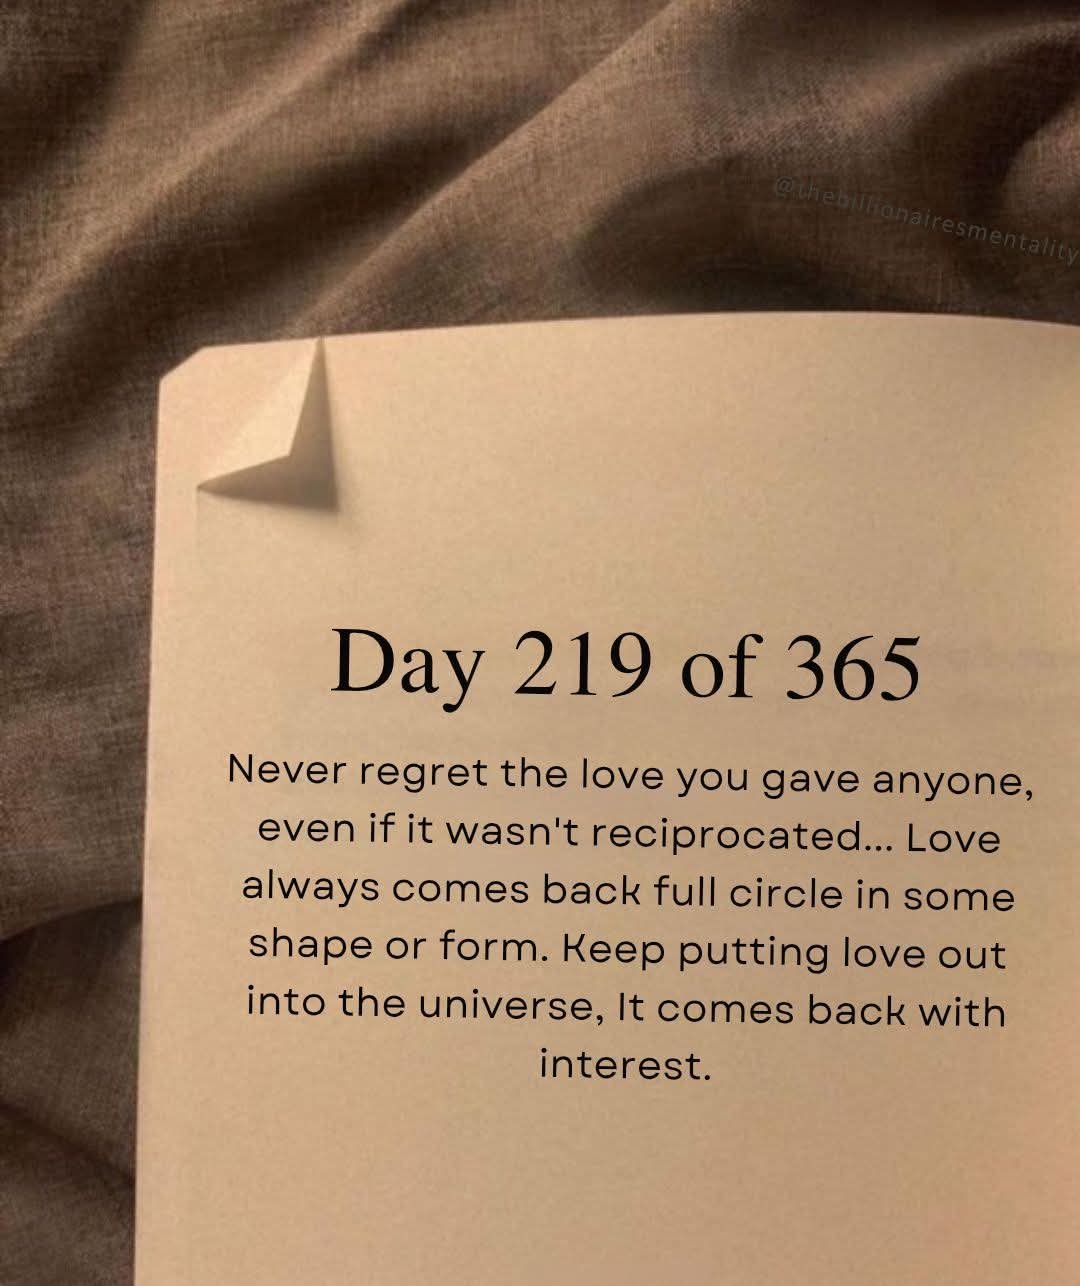 @thebillionairesmentality
Day 219 of 365
Never regret the love you gave anyone,
even if it wasn't reciprocated... Love
always comes back full circle in some
shape or form. Keep putting love out
into the universe, It comes back with
interest.